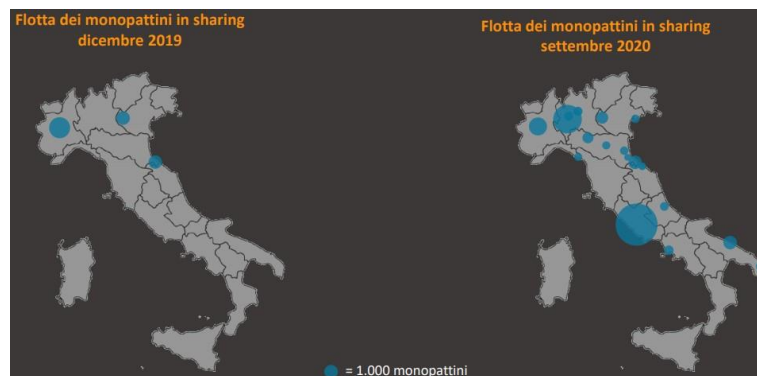 Flotta dei monopattini in sharing
dicembre 2019
Flotta dei monopattini in sharing
settembre 2020
= 1.000 monopattini